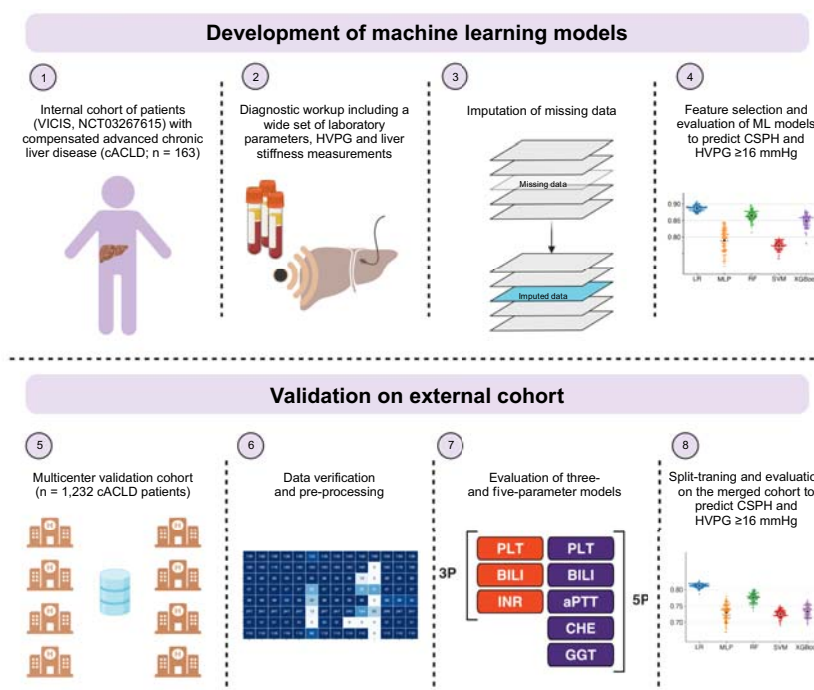 Development of machine learning models
1
2
3
4
Internal cohort of patients
(VICIS, NCT03267615) with
compensated advanced chronic
liver disease (cACLD; n = 163)
Diagnostic workup including a
wide set of laboratory
parameters, HVPG and liver
stiffness measurements
Imputation of missing data
Missing data
Imputed data
Feature selection and
evaluation of ML models
to predict CSPH and
HVPG ≥16 mmHg
0.90
0.85
0.80
LR MLP RF SVM XGBoos
Validation on external cohort
5
6
7
8
Multicenter validation cohort
(n = 1,232 cACLD patients)
Data verification
and pre-processing
Evaluation of three-
and five-parameter models
3P
PLT
BILI
INR
PLT
BILI
aPTT
CHE
GGT
5P
Split-traning and evaluation
on the merged cohort to
predict CSPH and
HVPG ≥16 mmHg
0.80
0.75
0.70
LR MLP RF SVM XGBoos